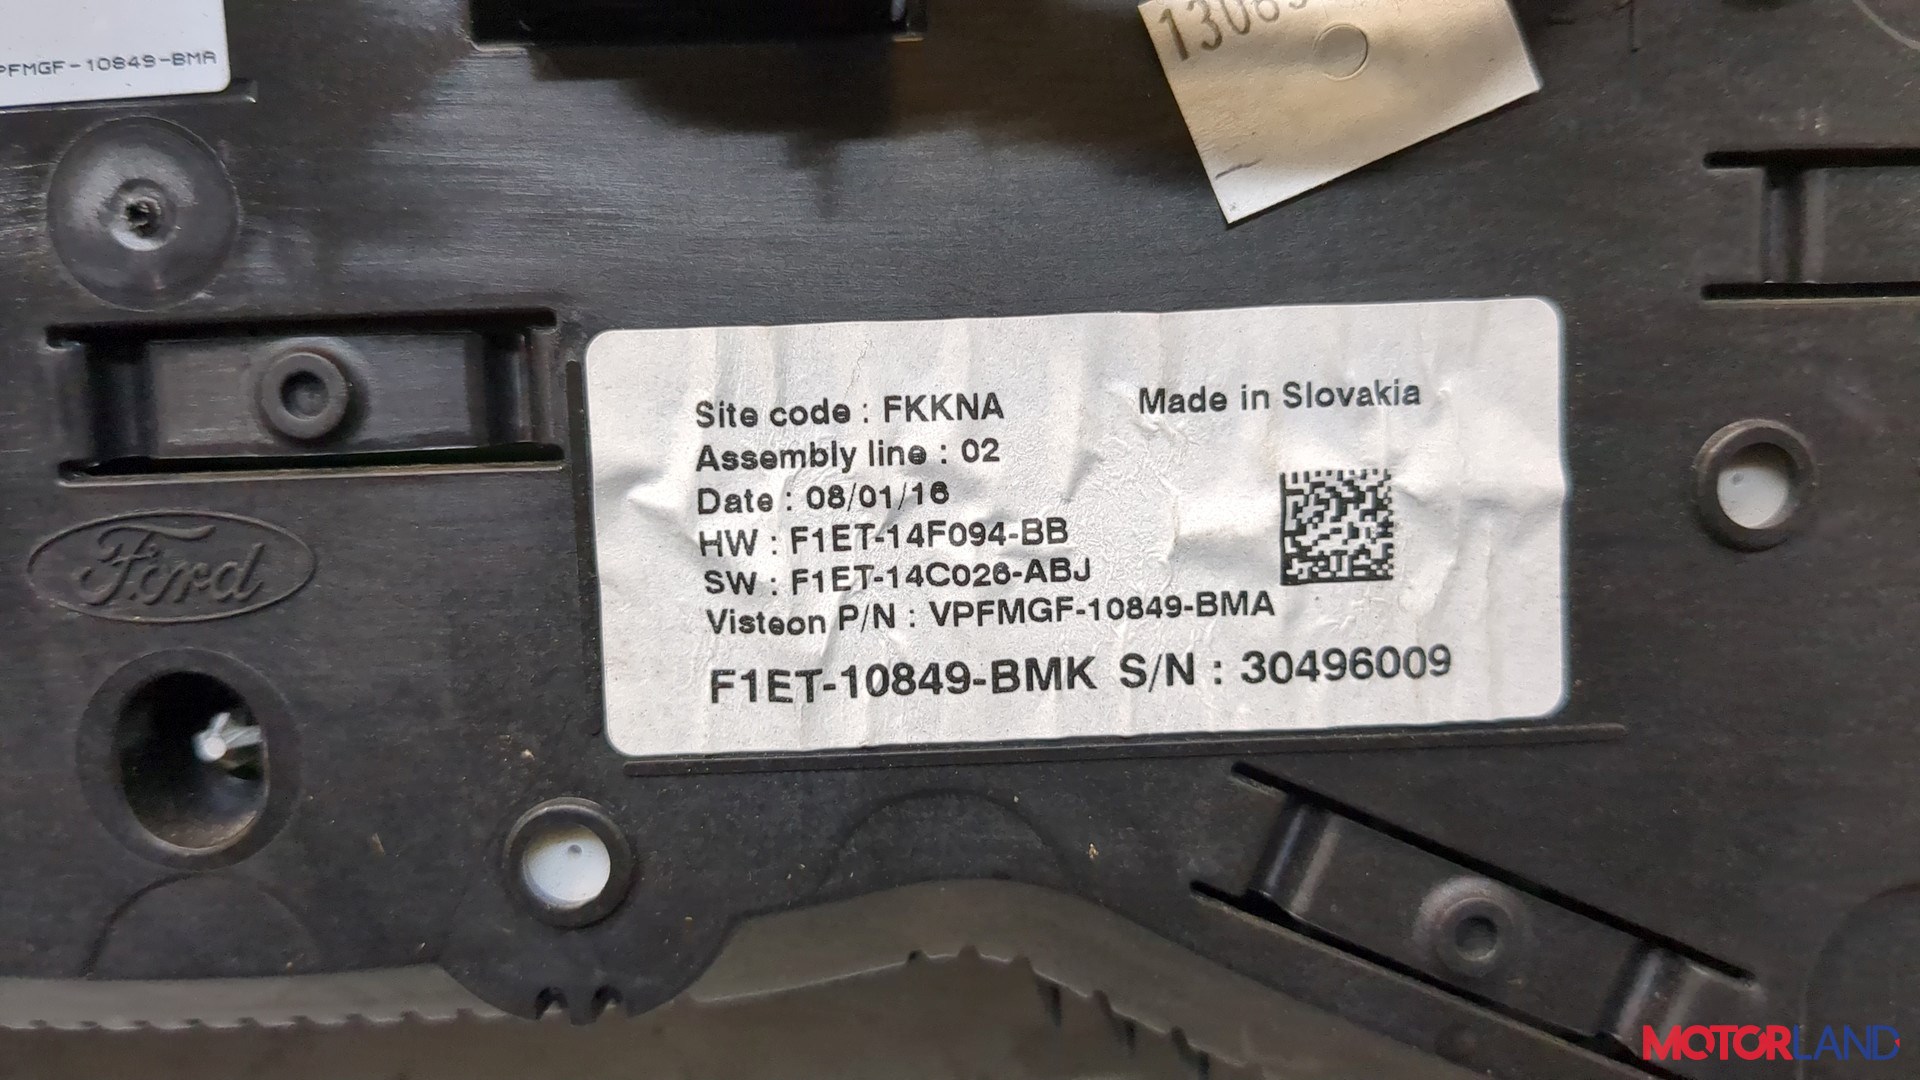 VPFMGF-10849-BMA
Site code : FKKNA
Made in Slovakia
Assembly line : 02
Date : 08/01/16
HW : F1ET-14F094-BB
SW : F1ET-14C026-ABJ
Visteon P/N : VPFMGF-10849-BMA
F1ET-10849-BMK S/N : 30496009
Ford
MOTORLAND